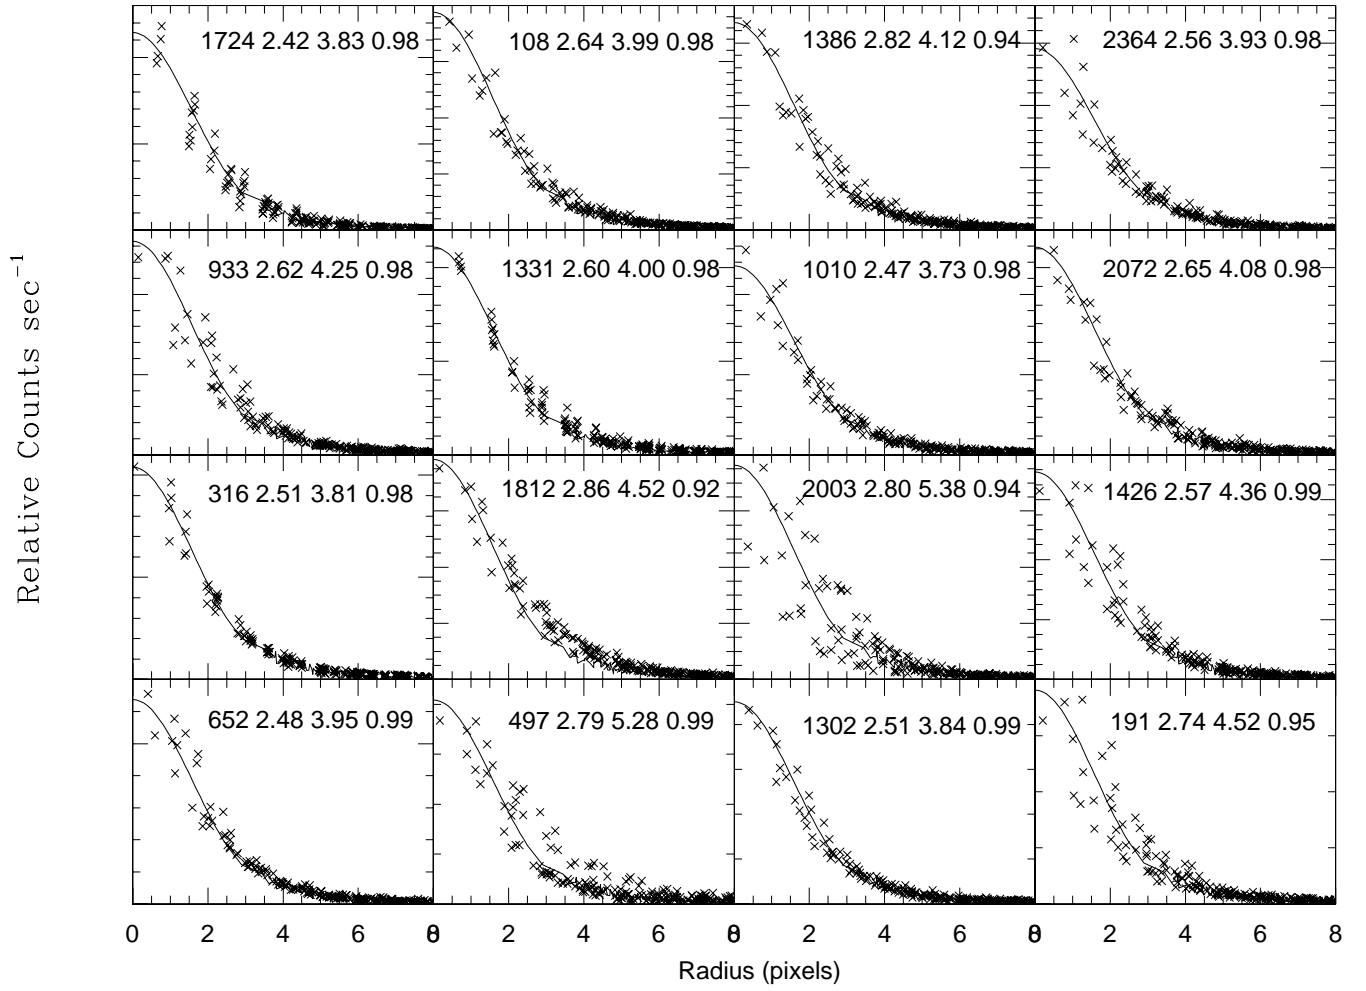 1724 2.42 3.83 0.98
108 2.64 3.99 0.98
1386 2.82 4.12 0.94
2364 2.56 3.93 0.98
933 2.62 4.25 0.98
1331 2.60 4.00 0.98
1010 2.47 3.73 0.98
2072 2.65 4.08 0.98
316 2.51 3.81 0.98
1812 2.86 4.52 0.92
2003 2.80 5.38 0.94
1426 2.57 4.36 0.99
652 2.48 3.95 0.99
497 2.79 5.28 0.99
1302 2.51 3.84 0.99
191 2.74 4.52 0.95
Relative Counts sec⁻¹
0 2 4 6 8
0 2 4 6 8
0 2 4 6 8
0 2 4 6 8
Radius (pixels)